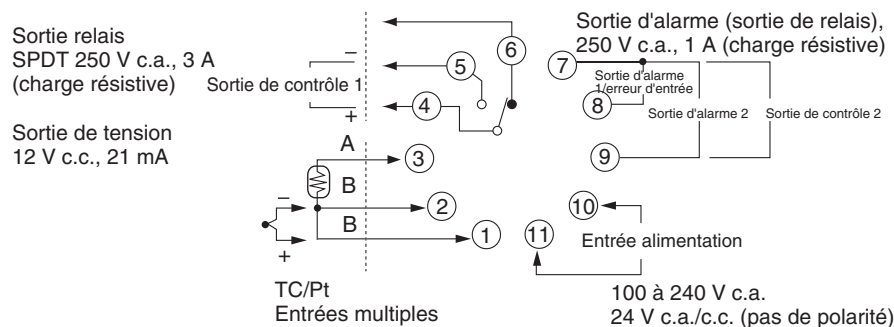 Sortie relais
SPDT 250 V c.a., 3 A
(charge résistive)
Sortie de tension
12 V c.c., 21 mA
Sortie de contrôle 1
−
+
A
B
B
−
+
TC/Pt
Entrées multiples
6
5
4
3
2
1
Sortie d'alarme (sortie de relais),
250 V c.a., 1 A (charge résistive)
7
Sortie d'alarme
1/erreur d'entrée
8
Sortie d'alarme 2
Sortie de contrôle 2
9
10
11
Entrée alimentation
100 à 240 V c.a.
24 V c.a./c.c. (pas de polarité)